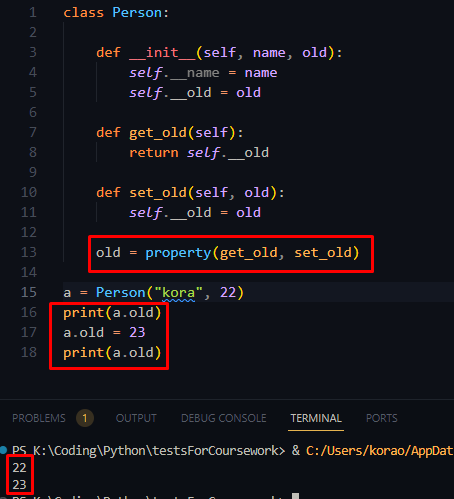 1 class Person:
2
3 def __init__(self, name, old):
4 self.__name = name
5 self.__old = old
6
7 def get_old(self):
8 return self.__old
9
10 def set_old(self, old):
11 self.__old = old
12
13 old = property(get_old, set_old)
14
15 a = Person("kora", 22)
16 print(a.old)
17 a.old = 23
18 print(a.old)
PROBLEMS 1 OUTPUT DEBUG CONSOLE TERMINAL PORTS
PS K:\Coding\Python\testsForCoursework> & C:/Users/korao/AppDat
22
23
PS K:\Coding\Python\testsForCoursework>